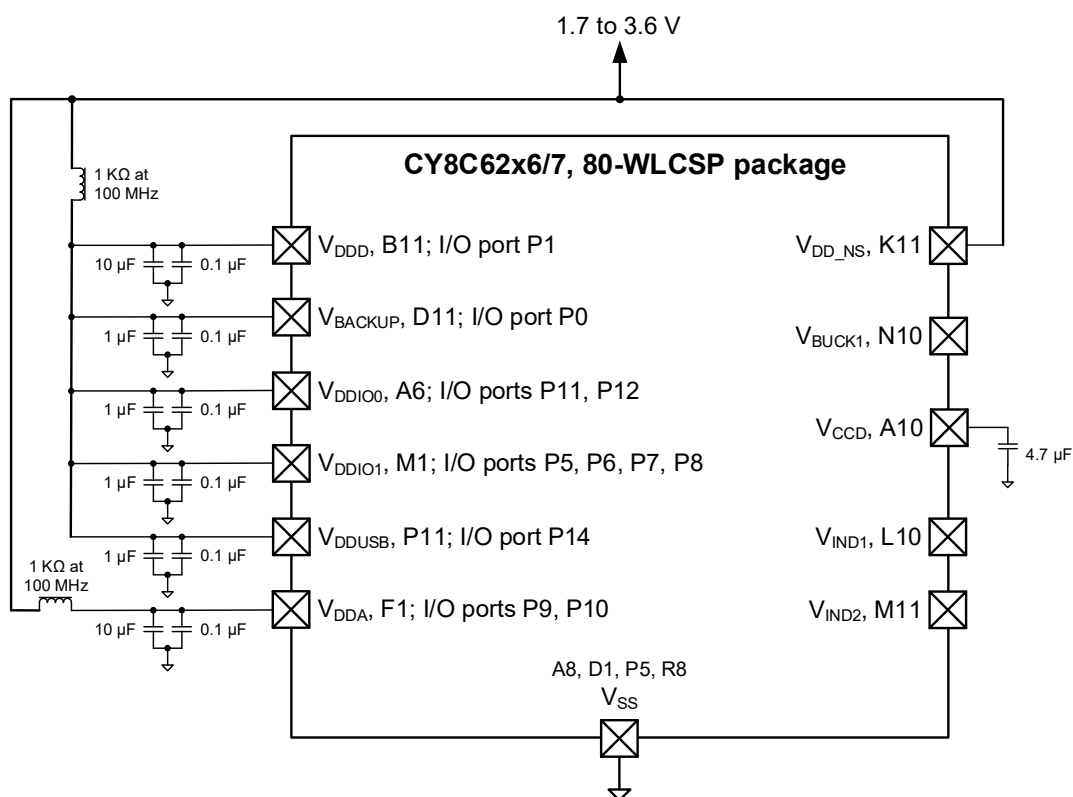 1.7 to 3.6 V
CY8C62x6/7, 80-WLCSP package
1 KΩ at
100 MHz
10 µF
0.1 µF
VDDD, B11; I/O port P1
VDD_NS, K11
1 µF
0.1 µF
VBACKUP, D11; I/O port P0
VBUCK1, N10
1 µF
0.1 µF
VDDIO0, A6; I/O ports P11, P12
VCCD, A10
4.7 µF
1 µF
0.1 µF
VDDIO1, M1; I/O ports P5, P6, P7, P8
1 µF
0.1 µF
VDDUSB, P11; I/O port P14
VIND1, L10
1 KΩ at
100 MHz
10 µF
0.1 µF
VDDA, F1; I/O ports P9, P10
VIND2, M11
A8, D1, P5, R8
VSS